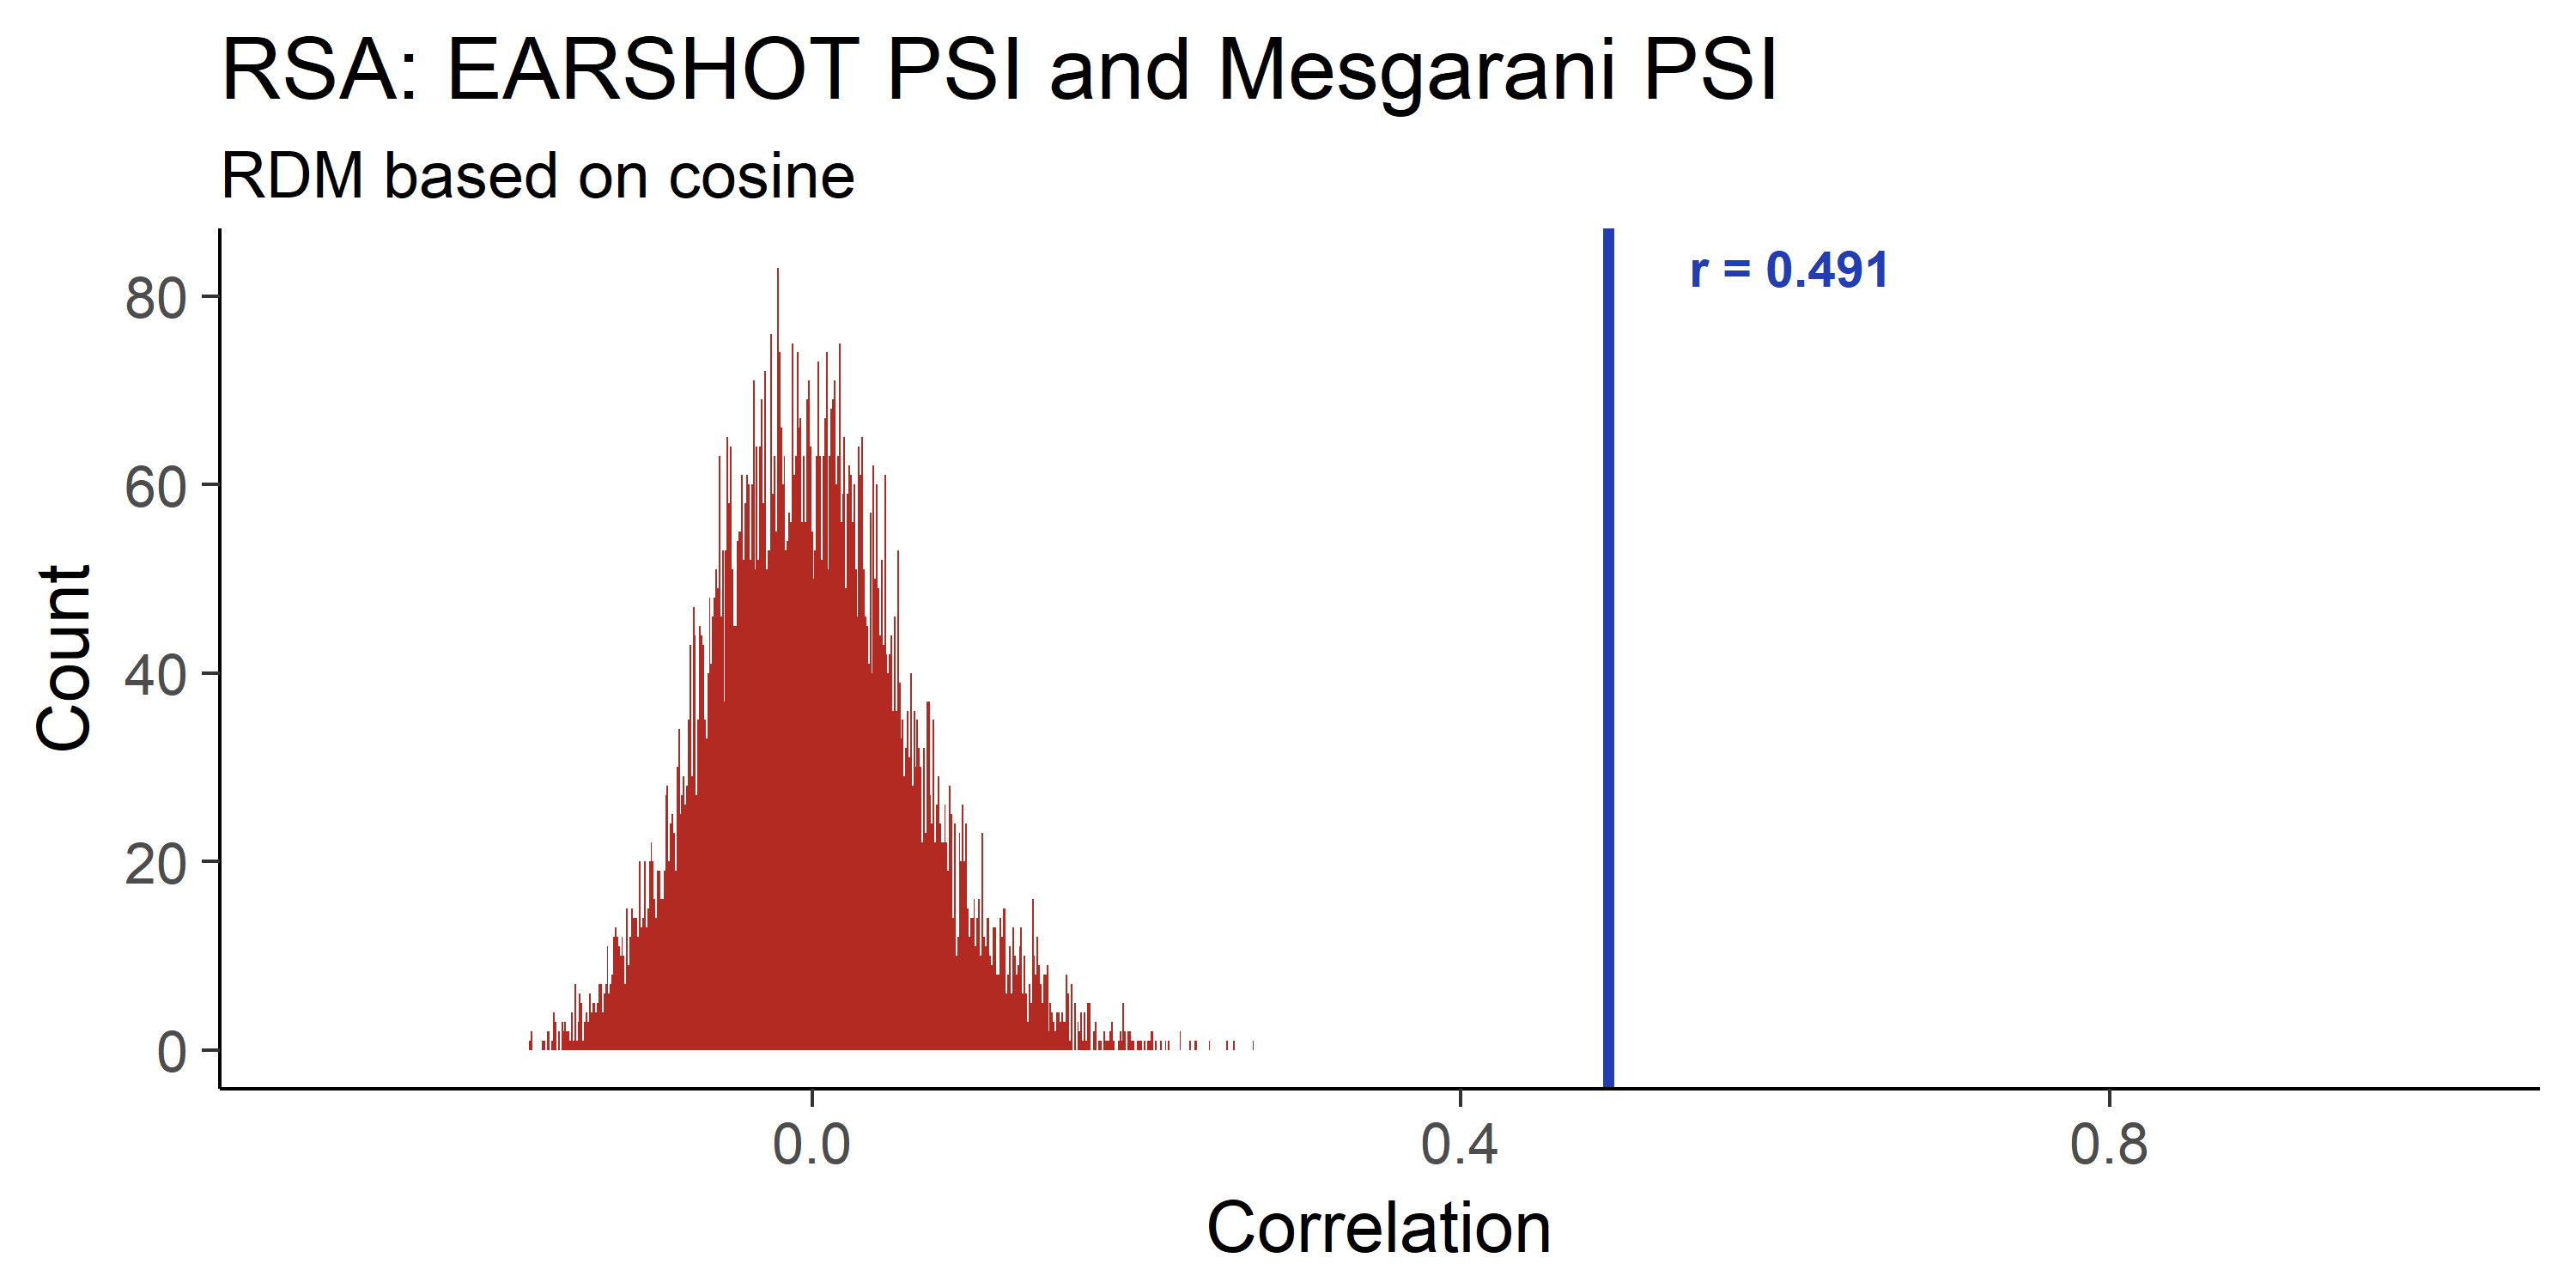 RSA: EARSHOT PSI and Mesgarani PSI
RDM based on cosine
r = 0.491
80
60
40
20
0
Count
0.0 0.4 0.8
Correlation